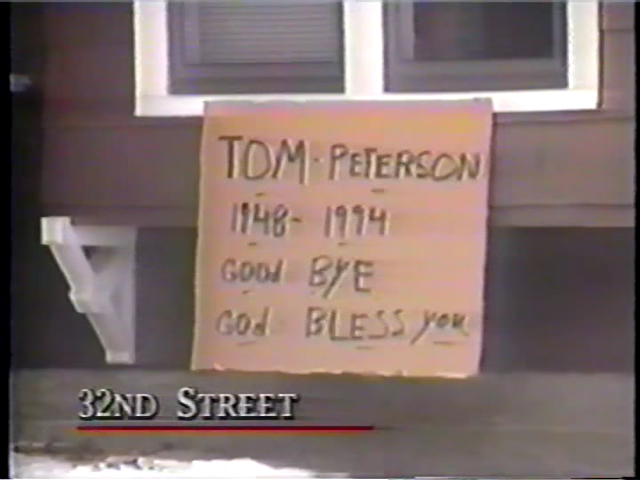 TOM · PETERSON
1948- 1994
GOOd BYE
GOd BLESS you
32ND STREET